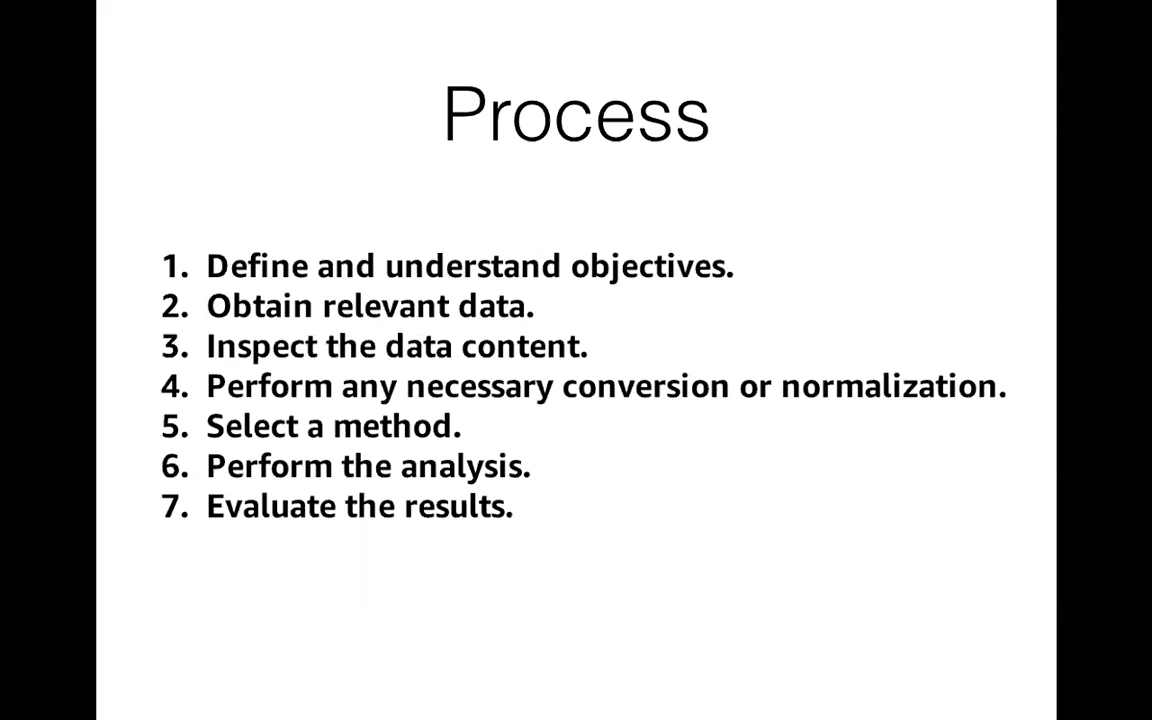 Process
1. Define and understand objectives.
2. Obtain relevant data.
3. Inspect the data content.
4. Perform any necessary conversion or normalization.
5. Select a method.
6. Perform the analysis.
7. Evaluate the results.